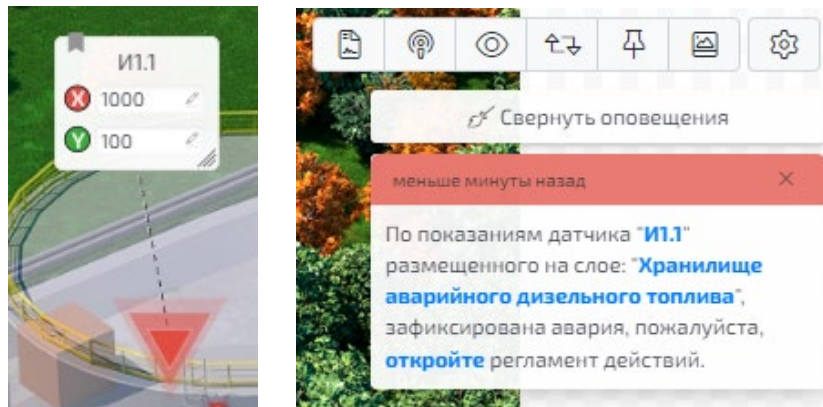 И1.1
X 1000
Y 100
Свернуть оповещения
меньше минуты назад
По показаниям датчика "И1.1"
размещенного на слое: "Хранилище
аварийного дизельного топлива",
зафиксирована авария, пожалуйста,
откройте регламент действий.